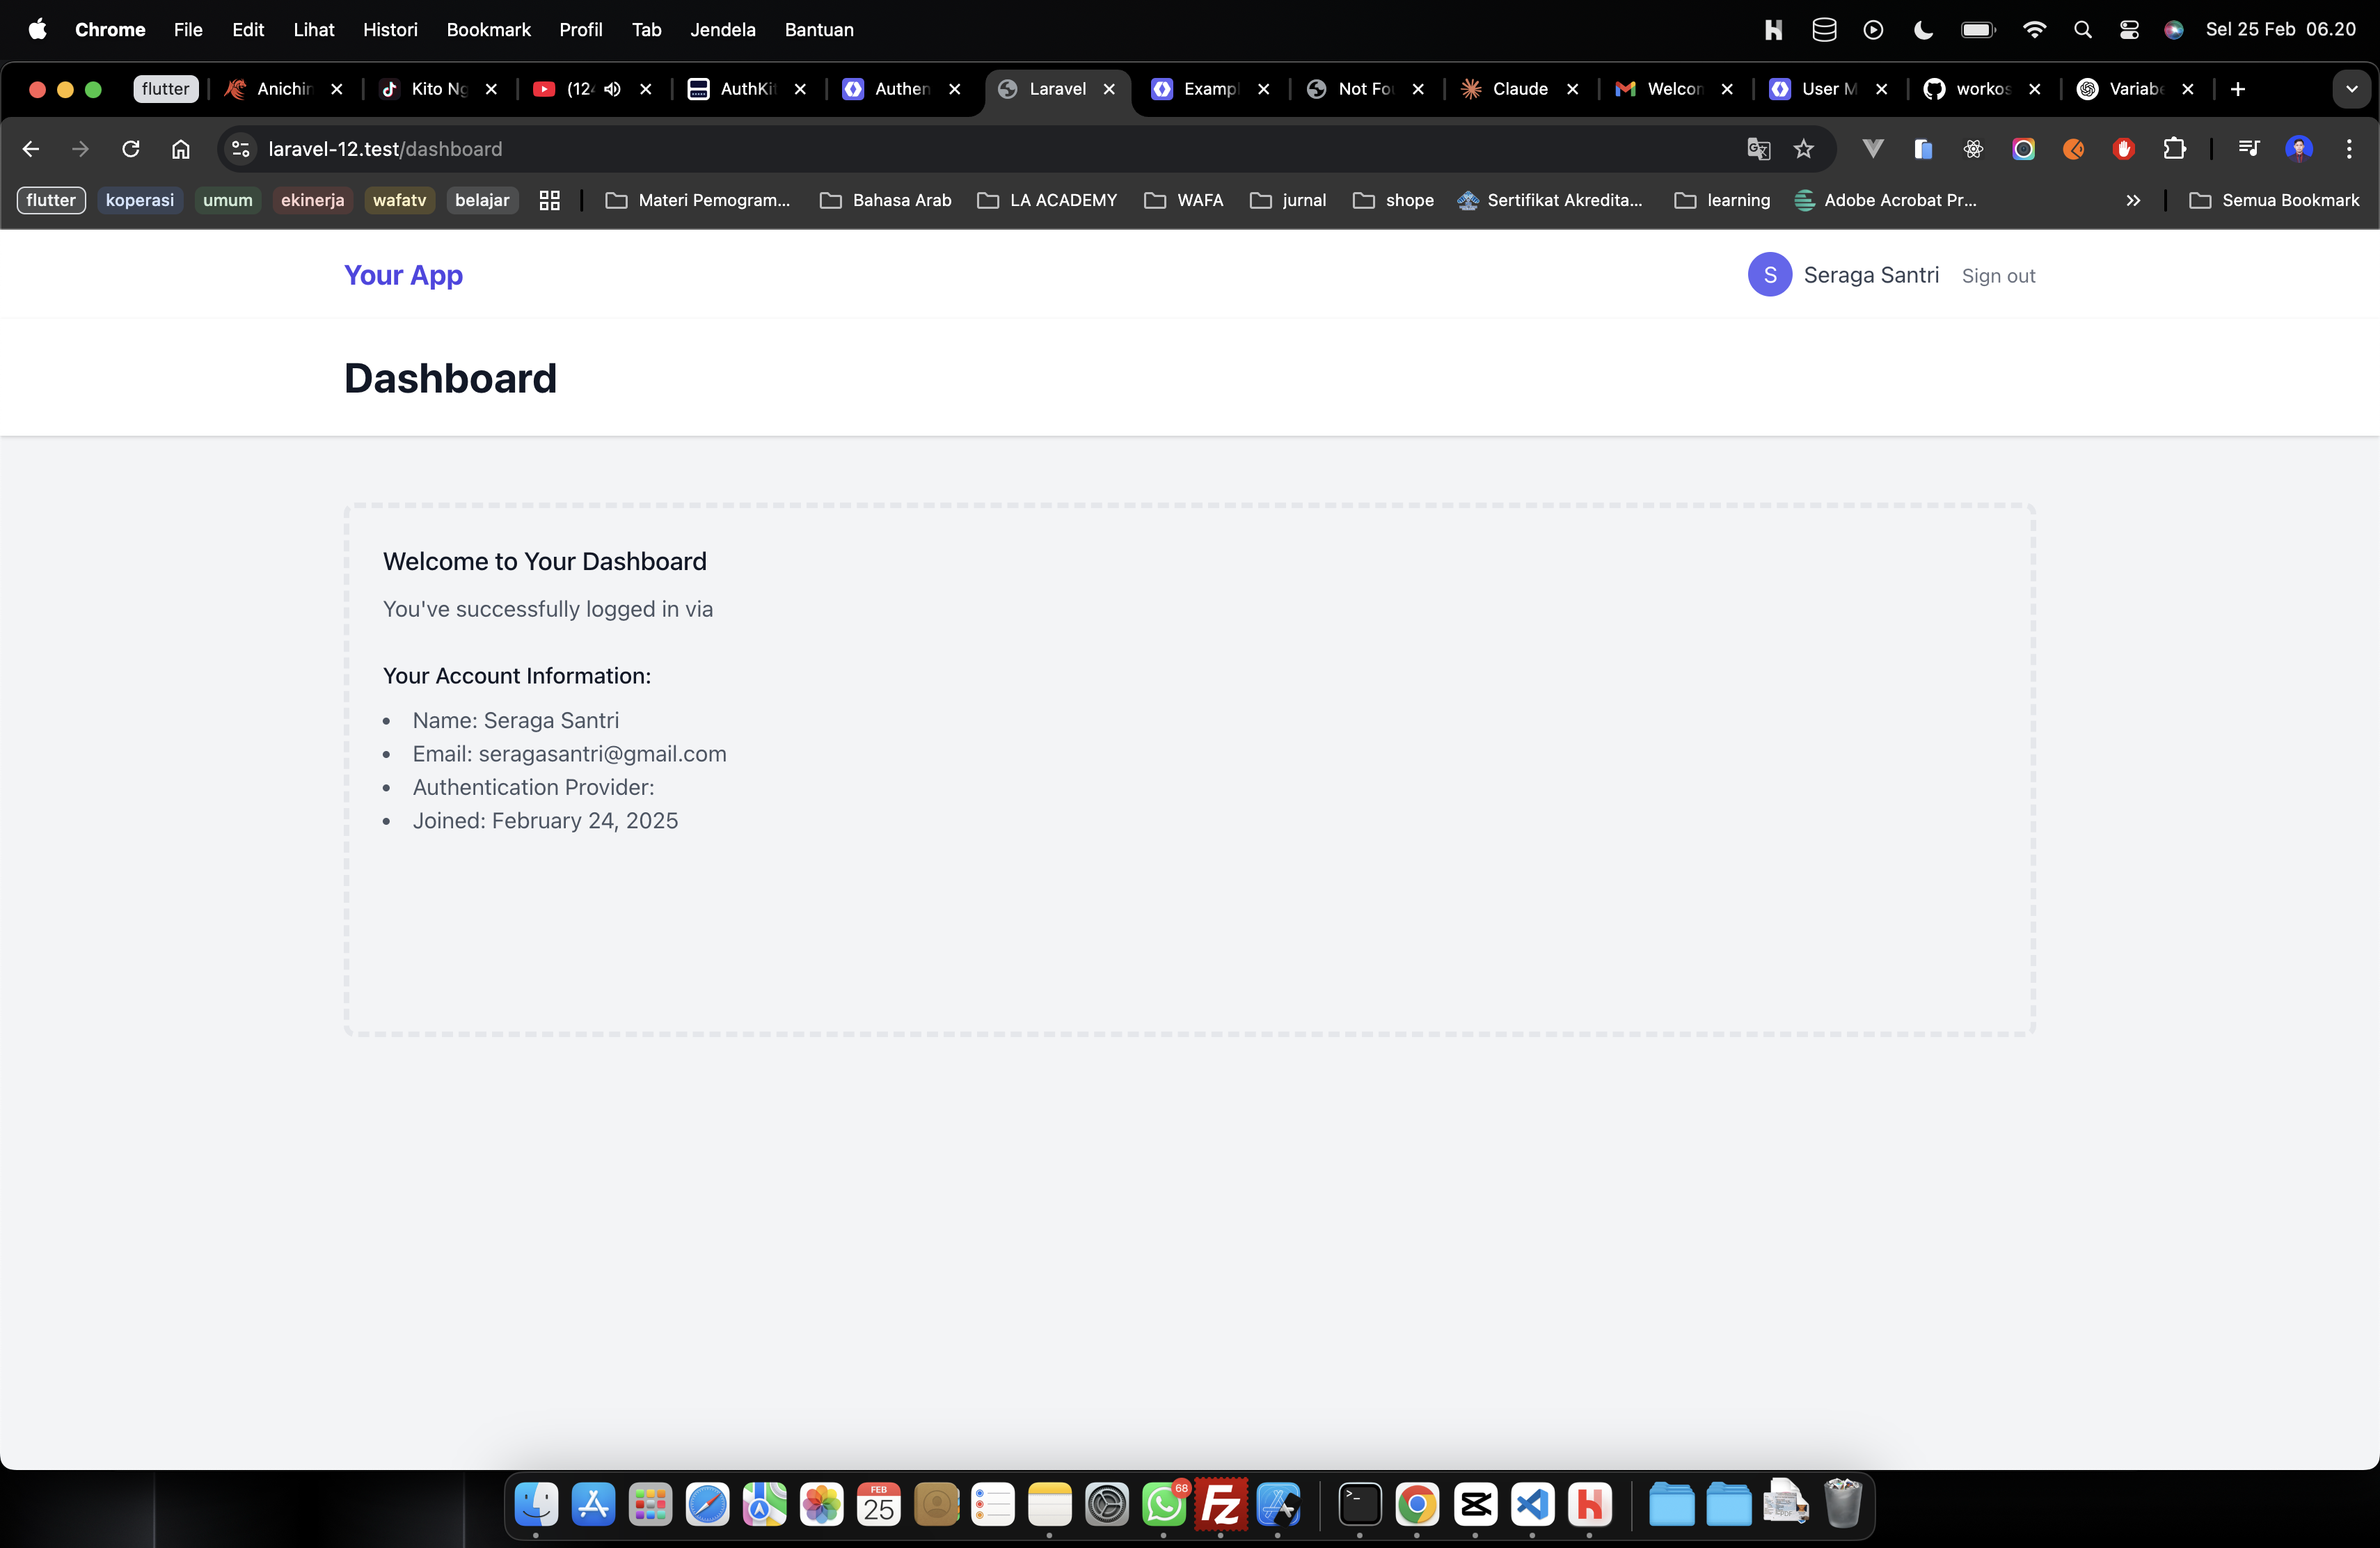 Chrome File Edit Lihat Histori Bookmark Profil Tab Jendela Bantuan Sel 25 Feb 06.20
flutter Anichin Kito Ng (124 AuthKit Authen Laravel Exampl Not Fou Claude Welcon User M workos Variabe
laravel-12.test/dashboard
flutter koperasi umum ekinerja wafatv belajar Materi Pemogram... Bahasa Arab LA ACADEMY WAFA jurnal shope Sertifikat Akredita... learning Adobe Acrobat Pr... Semua Bookmark
Your App S Seraga Santri Sign out
Dashboard
Welcome to Your Dashboard
You've successfully logged in via
Your Account Information:
• Name: Seraga Santri
• Email: seragasantri@gmail.com
• Authentication Provider:
• Joined: February 24, 2025
FEB
25
68